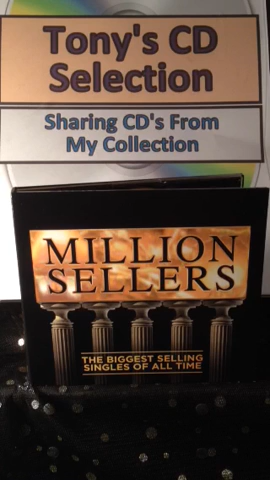 Tony's CD
Selection
Sharing CD's From
My Collection
MILLION
SELLERS
THE BIGGEST SELLING
SINGLES OF ALL TIME